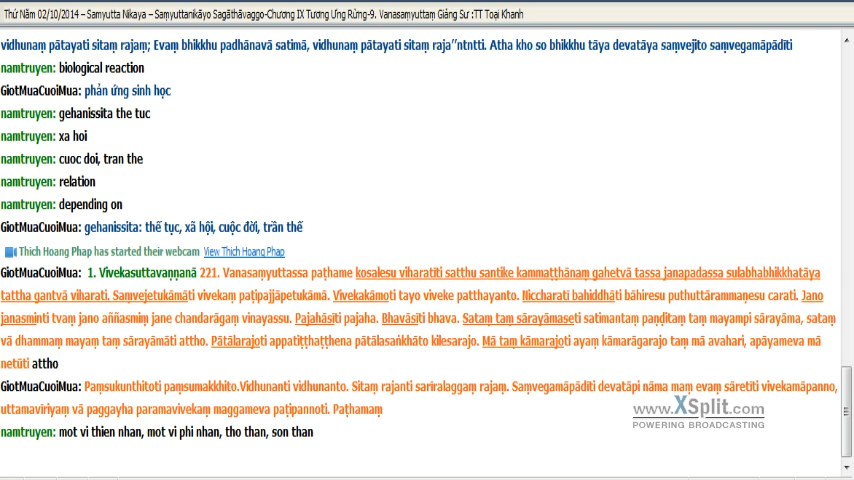 Thứ Năm 02/10/2014 – Saṃyutta Nikaya – Saṃyuttanikāyo Sagāthāvaggo-Chương IX Tương Ưng Rừng-9. Vanasaṃyuttaṃ Giảng Sư :TT Toại Khanh
vidhunaṃ pātayati sitaṃ rajaṃ; Evaṃ bhikkhu padhānavā satimā, vidhunaṃ pātayati sitaṃ raja’’ntntti. Atha kho so bhikkhu tāya devatāya saṃvejito saṃvegamāpādīti
namtruyen: biological reaction
GiotMuaCuoiMua: phản ứng sinh học
namtruyen: gehanissita the tuc
namtruyen: xa hoi
namtruyen: cuoc doi, tran the
namtruyen: relation
namtruyen: depending on
GiotMuaCuoiMua: gehanissita: thế tục, xã hội, cuộc đời, trần thế
Thich Hoang Phap has started their webcam View Thich Hoang Phap
GiotMuaCuoiMua: 1. Vivekasuttavaṇṇanā 221. Vanasaṃyuttassa paṭhame kosalesu viharatīti satthu santike kammaṭṭhānaṃ gahetvā tassa janapadassa sulabhabhikkhatāya
tattha gantvā viharati. Saṃvejetukāmāti vivekaṃ paṭipajjāpetukāmā. Vivekakāmoti tayo viveke patthayanto. Niccharatī bahiddhāti bāhiresu puthuttārammaṇesu carati. Jano
janasminti tvaṃ jano aññasmiṃ jane chandarāgaṃ vinayassu. Pajahāsīti pajaha. Bhavāsīti bhava. Sataṃ taṃ sārayāmaseti satimantaṃ paṇḍitaṃ taṃ mayampi sārayāma, sataṃ
vā dhammaṃ mayaṃ taṃ sārayāmāti attho. Pātālarajoti appatiṭṭhaṭṭhena pātālasaṅkhāto kilesarajo. Mā taṃ kāmarajoti ayaṃ kāmarāgarajo taṃ mā avahari, apāyameva mā
netūti attho
GiotMuaCuoiMua: Paṃsukunthitoti paṃsumakkhito.Vidhunanti vidhunanto. Sitaṃ rajanti sarīralaggaṃ rajaṃ. Saṃvegamāpādīti devatāpi nāma maṃ evaṃ sāretīti vivekamāpanno,
uttamavīriyaṃ vā paggayha paramavivekaṃ maggameva paṭipannoti. Paṭhamaṃ
www.XSplit.com
POWERING BROADCASTING
namtruyen: mot vi thien nhan, mot vi phi nhan, tho than, son than